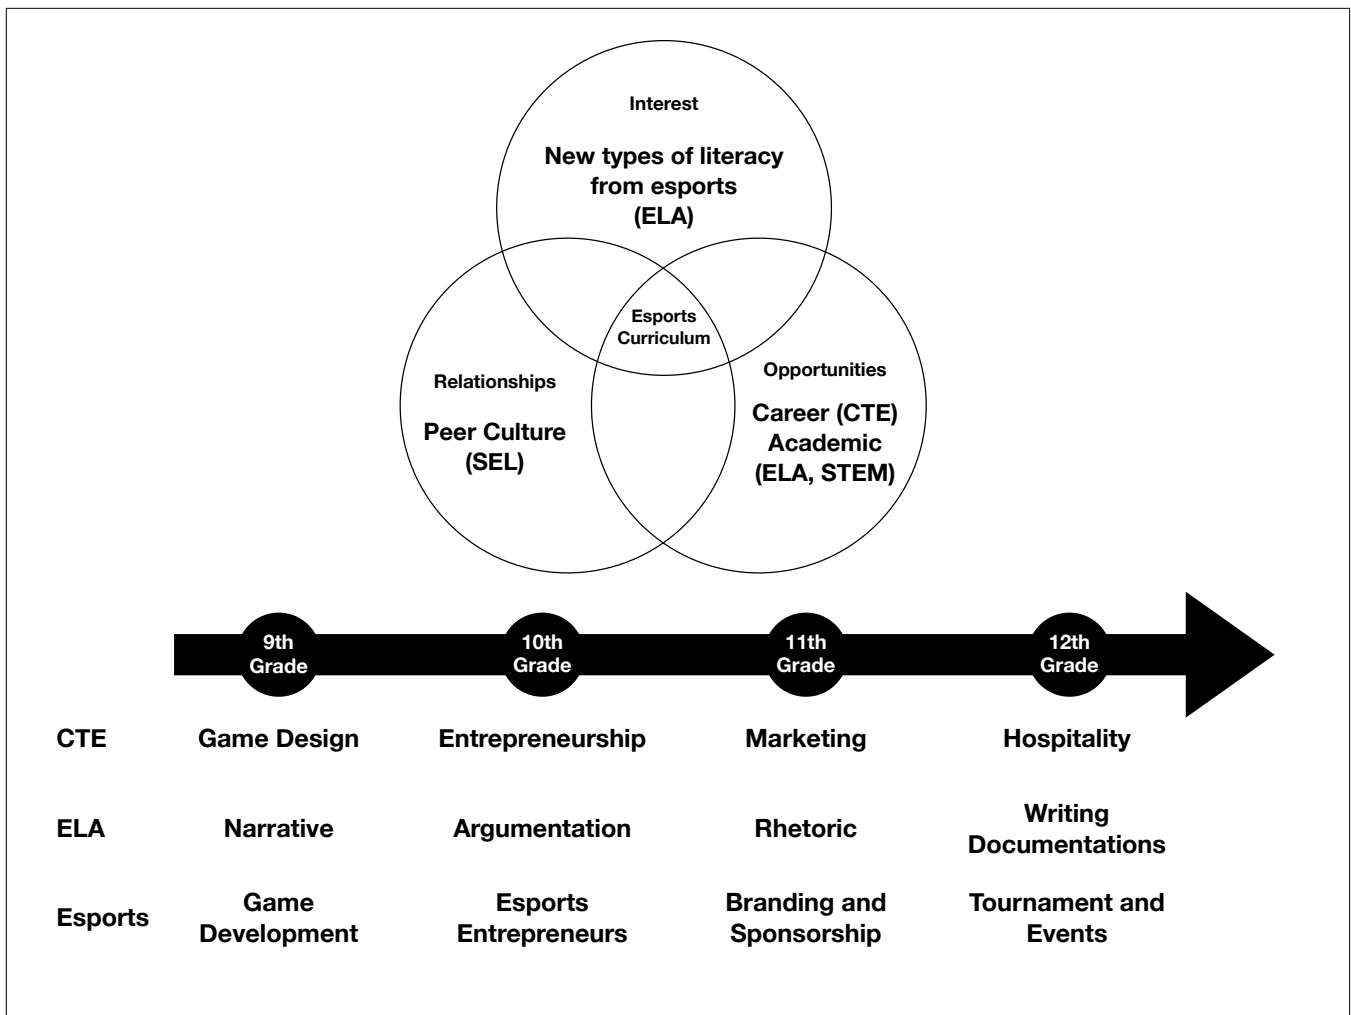 Interest
New types of literacy
from esports
(ELA)
Esports
Curriculum
Relationships
Peer Culture
(SEL)
Opportunities
Career (CTE)
Academic
(ELA, STEM)
9th
Grade
10th
Grade
11th
Grade
12th
Grade
CTE
Game Design
Entrepreneurship
Marketing
Hospitality
ELA
Narrative
Argumentation
Rhetoric
Writing
Documentations
Esports
Game
Development
Esports
Entrepreneurs
Branding and
Sponsorship
Tournament and
Events